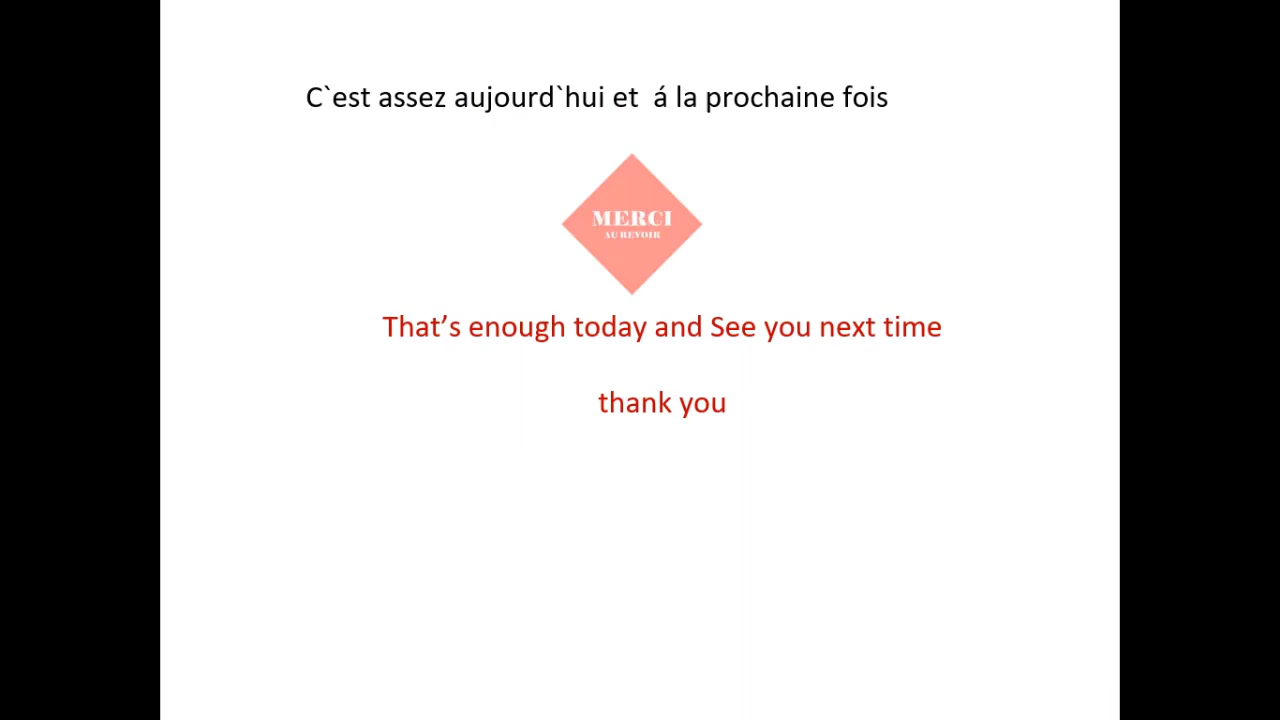 C`est assez aujourd`hui et  á la prochaine fois
MERCI
AU REVOIR
That’s enough today and See you next time
thank you